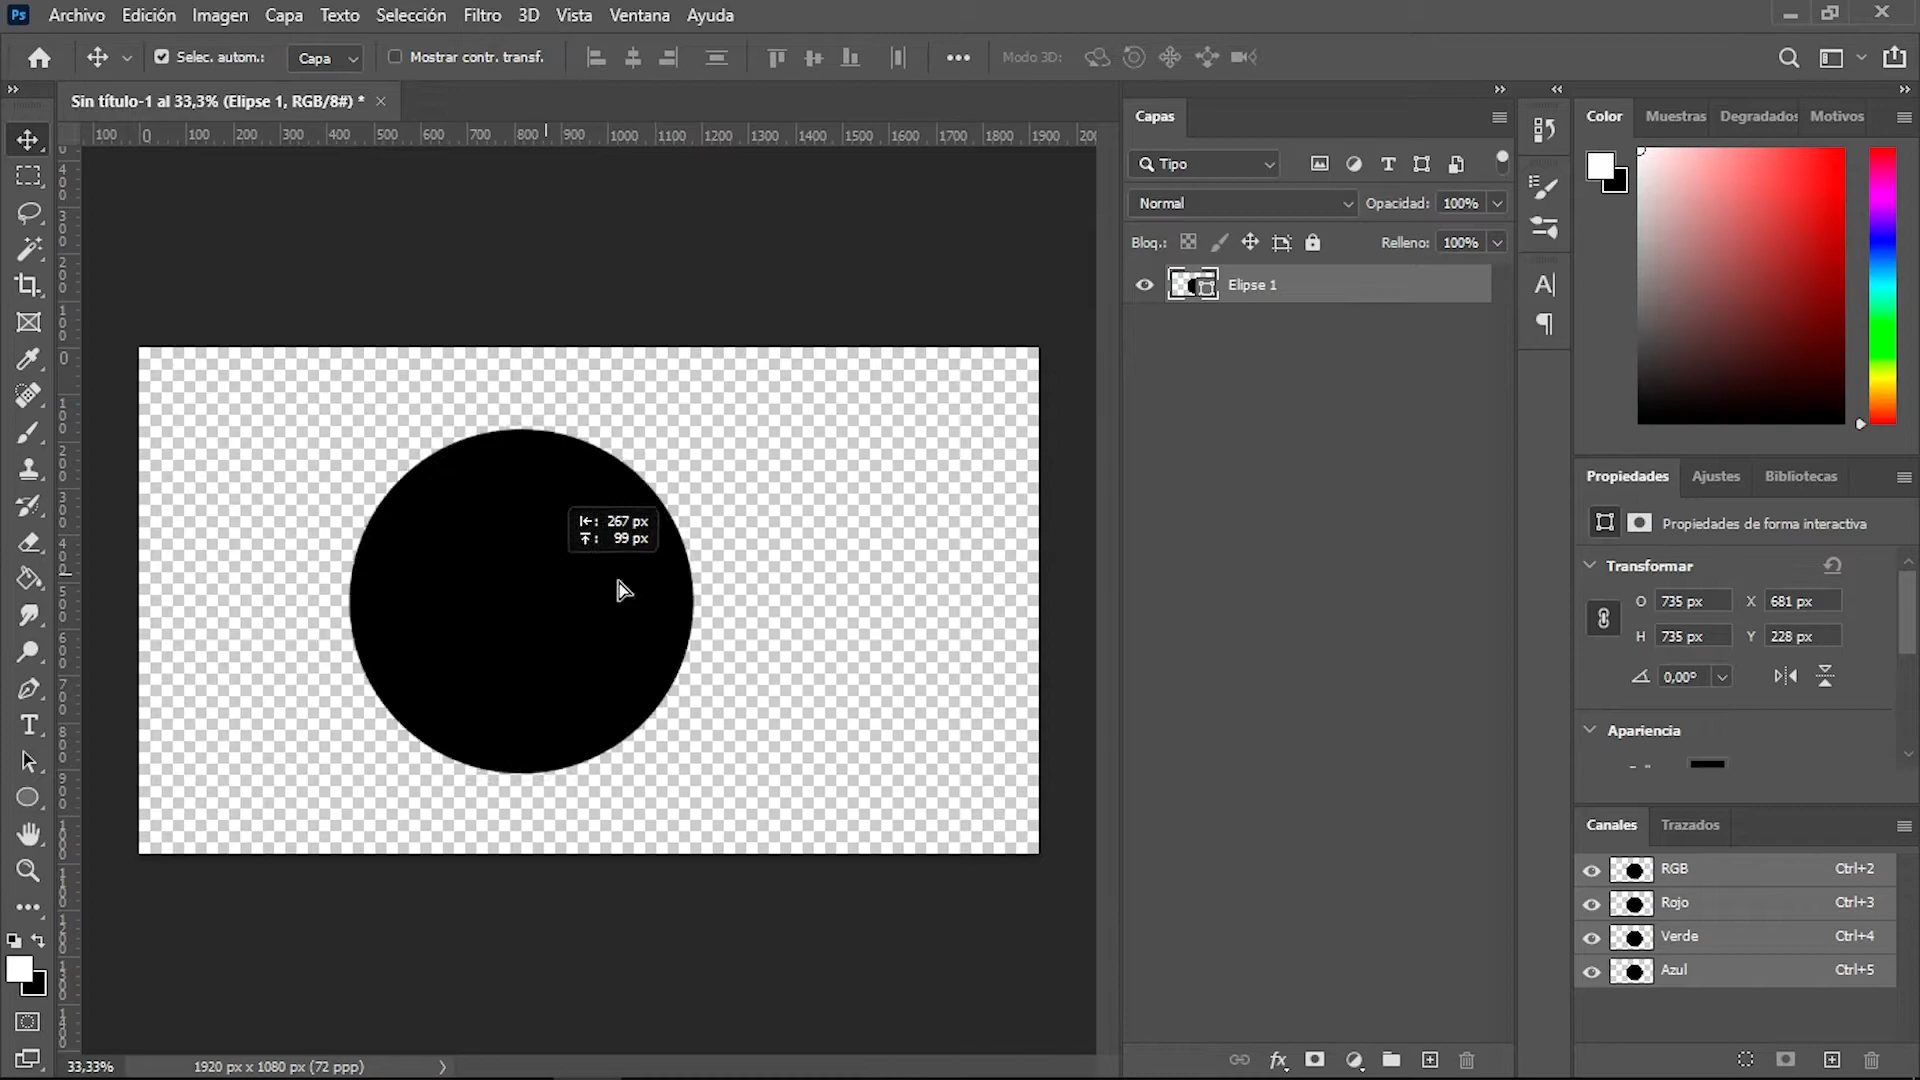 Ps Archivo Edición Imagen Capa Texto Selección Filtro 3D Vista Ventana Ayuda
Selec. autom.: Capa Mostrar contr. transf. Modo 3D:
Sin título-1 al 33,3% (Elipse 1, RGB/8#) *
100 0 100 200 300 400 500 600 700 800 900 1000 1100 1200 1300 1400 1500 1600 1700 1800 1900
267 px
99 px
Capas
Tipo
Normal Opacidad: 100%
Bloq.: Relleno: 100%
Elipse 1
Color Muestras Degradados Motivos
Propiedades Ajustes Bibliotecas
Propiedades de forma interactiva
Transformar
O 735 px X 681 px
H 735 px Y 228 px
0,00°
Apariencia
Canales Trazados
RGB Ctrl+2
Rojo Ctrl+3
Verde Ctrl+4
Azul Ctrl+5
33,33% 1920 px x 1080 px (72 ppp)